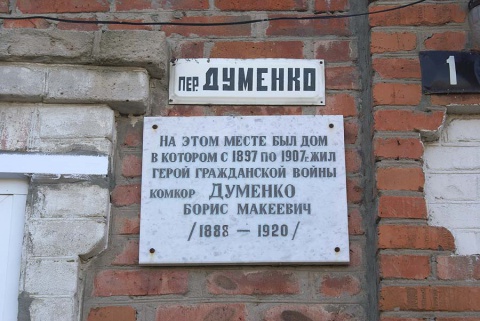 ПЕР. ДУМЕНКО
1
НА ЭТОМ МЕСТЕ БЫЛ ДОМ
В КОТОРОМ С 1897 ПО 1907Г. ЖИЛ
ГЕРОЙ ГРАЖДАНСКОЙ ВОЙНЫ
КОМКОР ДУМЕНКО
БОРИС МАКЕЕВИЧ
/1888 — 1920/